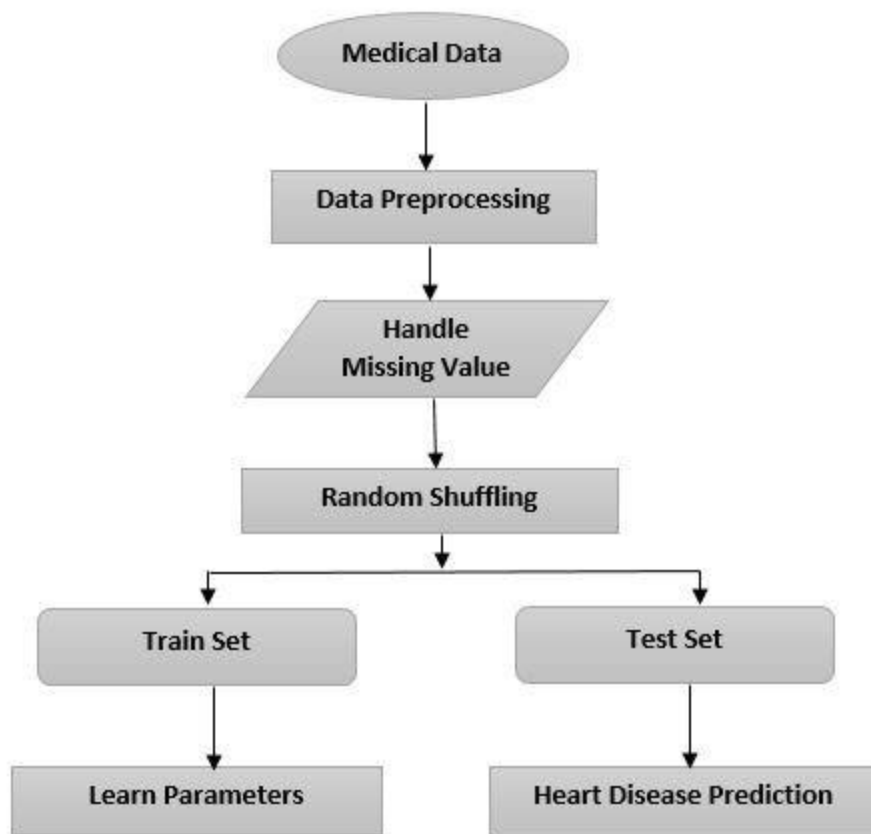 Medical Data
Data Preprocessing
Handle
Missing Value
Random Shuffling
Train Set
Test Set
Learn Parameters
Heart Disease Prediction